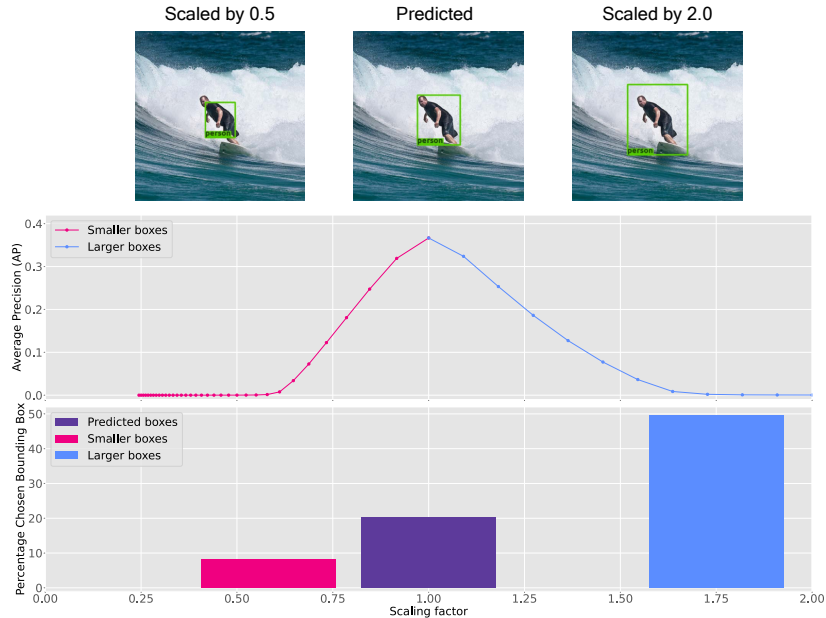 Scaled by 0.5 Predicted Scaled by 2.0
person
person
person
0.4
0.3
0.2
0.1
0.0
Average Precision (AP)
Smaller boxes
Larger boxes
50
40
30
20
10
0
Percentage Chosen Bounding Box
Predicted boxes
Smaller boxes
Larger boxes
0.00 0.25 0.50 0.75 1.00 1.25 1.50 1.75 2.00
Scaling factor